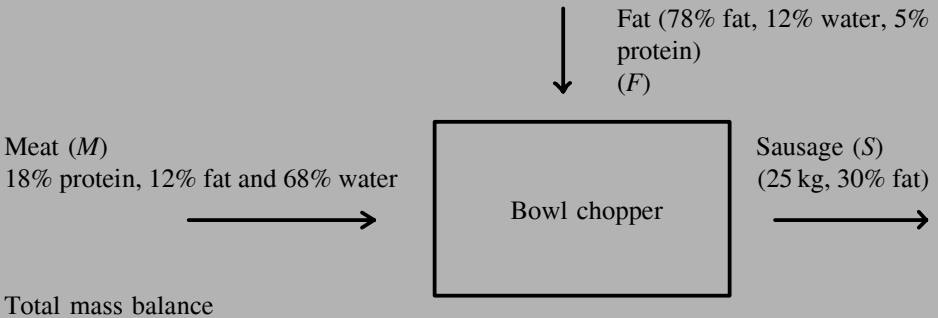 Fat (78% fat, 12% water, 5%
protein)
(F)
Meat (M)
18% protein, 12% fat and 68% water
Sausage (S)
(25 kg, 30% fat)
Bowl chopper
Total mass balance